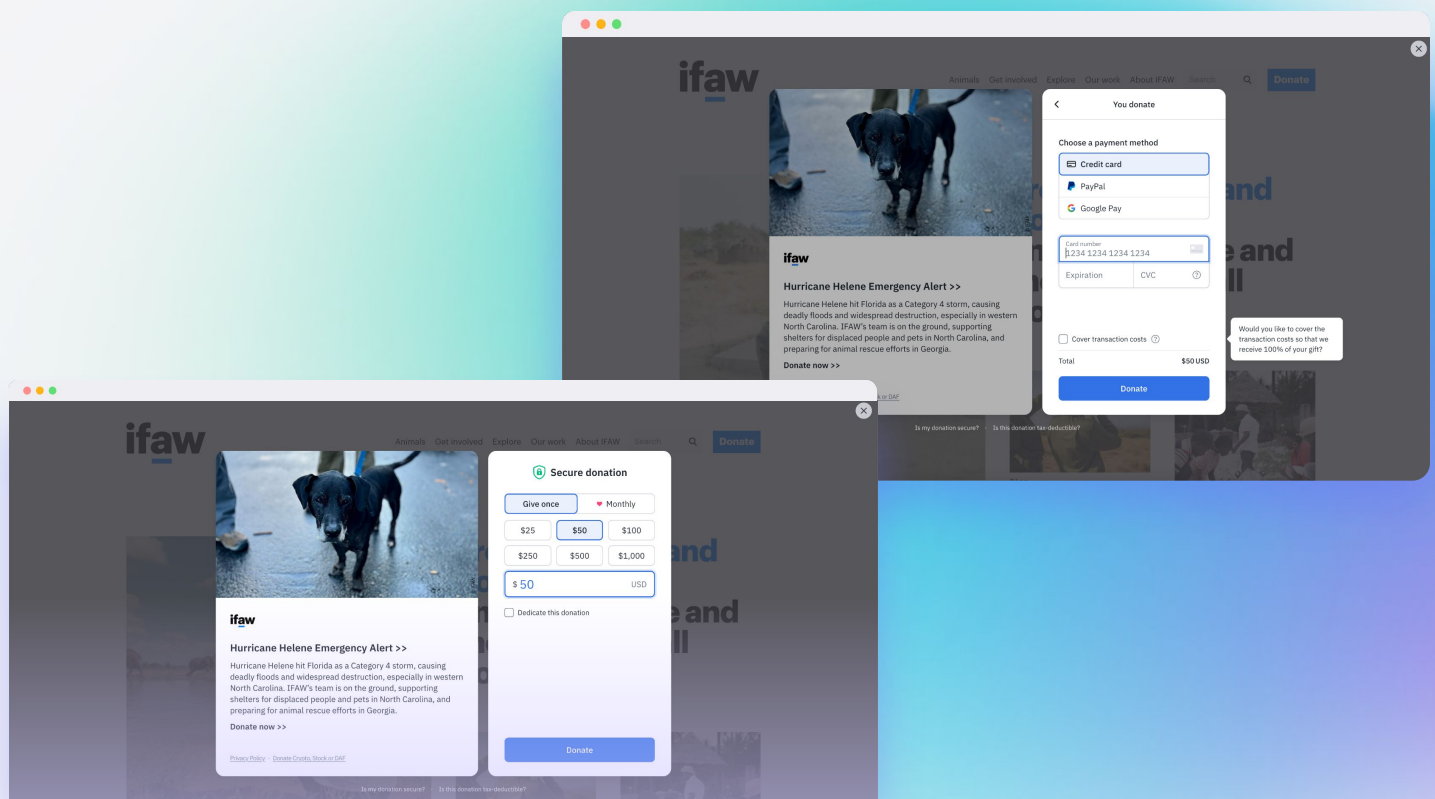 ifaw
Animals Get involved Explore Our work About IFAW Search Donate
You donate
Choose a payment method
Credit card
PayPal
Google Pay
Card number
1234 1234 1234 1234
Expiration CVC
Cover transaction costs
Would you like to cover the
transaction costs so that we
receive 100% of your gift?
Total $50 USD
Donate
ifaw
Hurricane Helene Emergency Alert >>
Hurricane Helene hit Florida as a Category 4 storm, causing
deadly floods and widespread destruction, especially in western
North Carolina. IFAW's team is on the ground, supporting
shelters for displaced people and pets in North Carolina, and
preparing for animal rescue efforts in Georgia.
Donate now >>
or DAF
Is my donation secure? · Is this donation tax-deductible?
and
e and
ll
ifaw
Animals Get involved Explore Our work About IFAW Search Donate
Secure donation
Give once Monthly
$25 $50 $100
$250 $500 $1,000
$ 50 USD
Dedicate this donation
Donate
ifaw
Hurricane Helene Emergency Alert >>
Hurricane Helene hit Florida as a Category 4 storm, causing
deadly floods and widespread destruction, especially in western
North Carolina. IFAW's team is on the ground, supporting
shelters for displaced people and pets in North Carolina, and
preparing for animal rescue efforts in Georgia.
Donate now >>
Privacy Policy · Donate Crypto, Stock or DAF
Is my donation secure? · Is this donation tax-deductible?
and
e and
ll